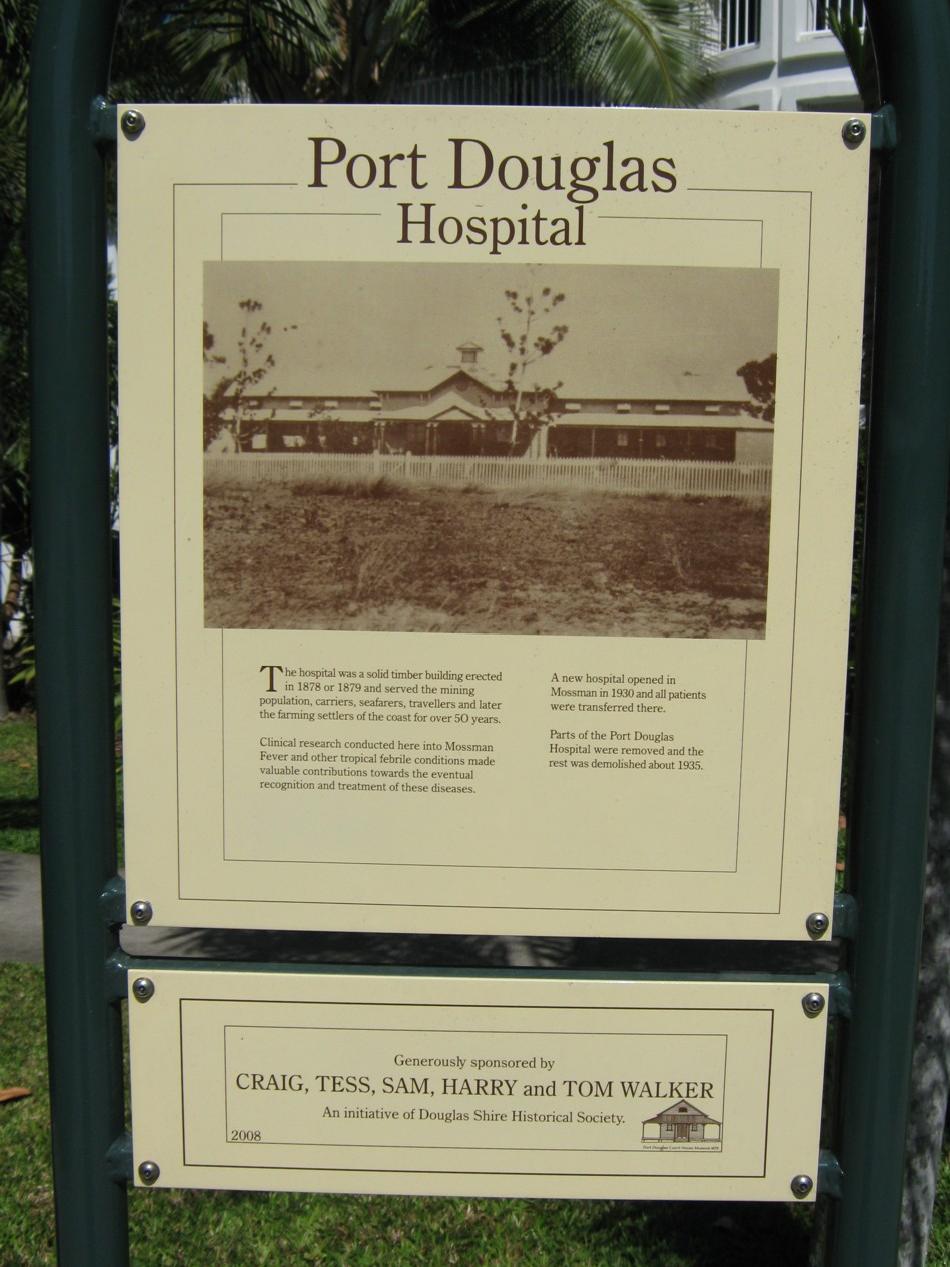 Port Douglas
Hospital
The hospital was a solid timber building erected
in 1878 or 1879 and served the mining
population, carriers, seafarers, travellers and later
the farming settlers of the coast for over 50 years.
Clinical research conducted here into Mossman
Fever and other tropical febrile conditions made
valuable contributions towards the eventual
recognition and treatment of these diseases.
A new hospital opened in
Mossman in 1930 and all patients
were transferred there.
Parts of the Port Douglas
Hospital were removed and the
rest was demolished about 1935.
Generously sponsored by
CRAIG, TESS, SAM, HARRY and TOM WALKER
An initiative of Douglas Shire Historical Society.
2008
Port Douglas Court House Museum